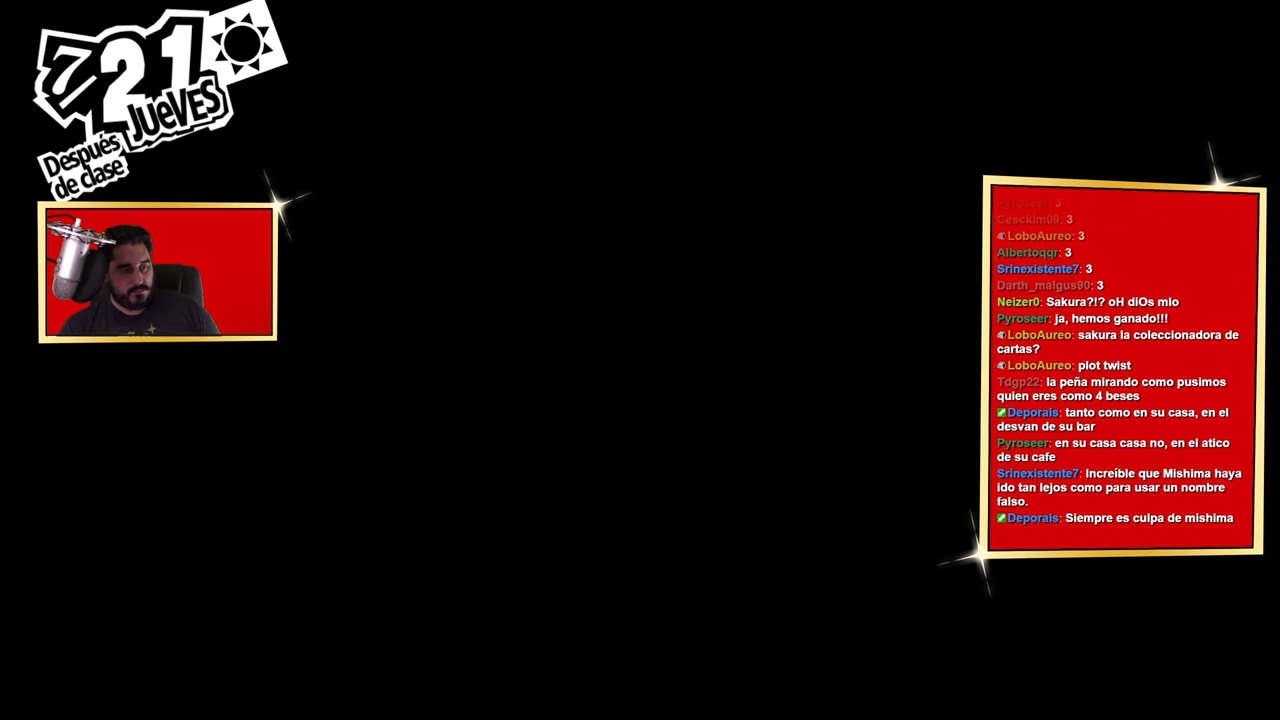 7 21
JUEVES
Después
de clase
Pyroseer: 3
Cesckim09: 3
LoboAureo: 3
Albertoqqr: 3
Srinexistente7: 3
Darth_malgus90: 3
Neizer0: Sakura?!? oH diOs mIo
Pyroseer: ja, hemos ganado!!!
LoboAureo: sakura la coleccionadora de
cartas?
LoboAureo: plot twist
Tdgp22: la peña mirando como pusimos
quien eres como 4 beses
Deporais: tanto como en su casa, en el
desvan de su bar
Pyroseer: en su casa casa no, en el atico
de su cafe
Srinexistente7: Increíble que Mishima haya
ido tan lejos como para usar un nombre
falso.
Deporais: Siempre es culpa de mishima